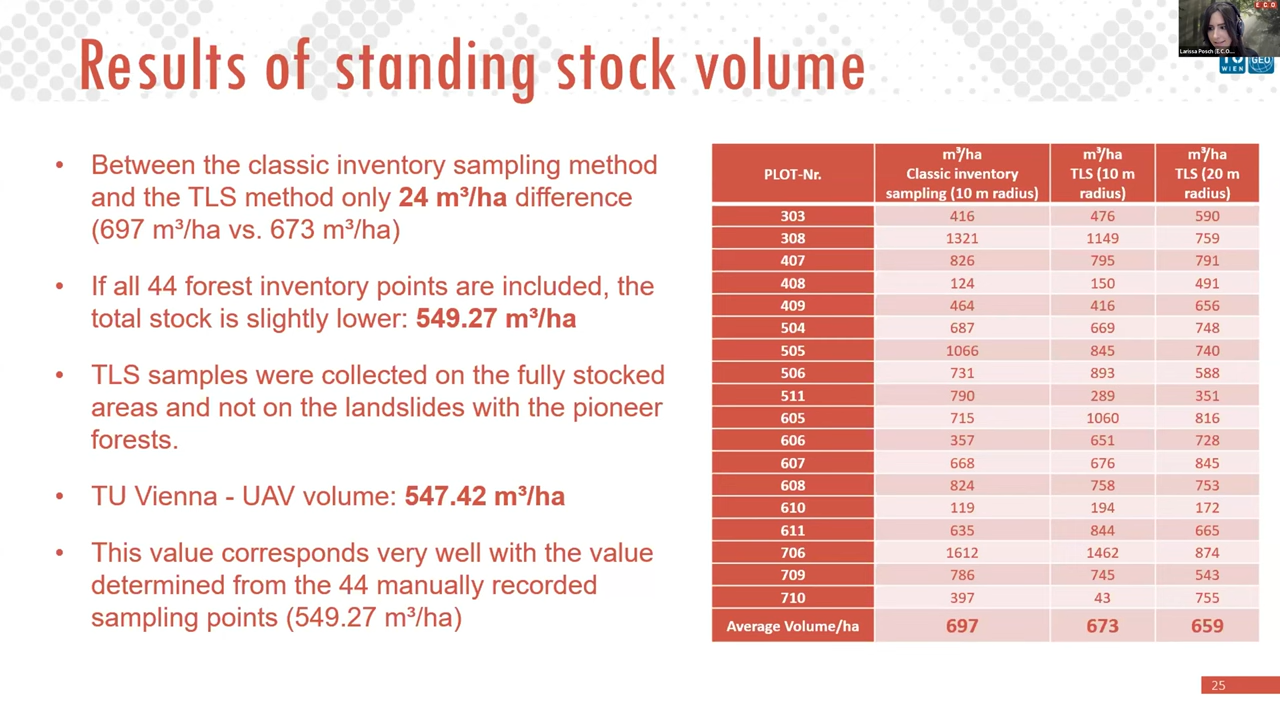 Results of standing stock volume
ECO
Larissa Posch (E.C.O....
WIEN GEO
• Between the classic inventory sampling method
and the TLS method only 24 m³/ha difference
(697 m³/ha vs. 673 m³/ha)
• If all 44 forest inventory points are included, the
total stock is slightly lower: 549.27 m³/ha
• TLS samples were collected on the fully stocked
areas and not on the landslides with the pioneer
forests.
• TU Vienna - UAV volume: 547.42 m³/ha
• This value corresponds very well with the value
determined from the 44 manually recorded
sampling points (549.27 m³/ha)
PLOT-Nr. m³/ha Classic inventory sampling (10 m radius) m³/ha TLS (10 m radius) m³/ha TLS (20 m radius)
303 416 476 590
308 1321 1149 759
407 826 795 791
408 124 150 491
409 464 416 656
504 687 669 748
505 1066 845 740
506 731 893 588
511 790 289 351
605 715 1060 816
606 357 651 728
607 668 676 845
608 824 758 753
610 119 194 172
611 635 844 665
706 1612 1462 874
709 786 745 543
710 397 43 755
Average Volume/ha 697 673 659
25